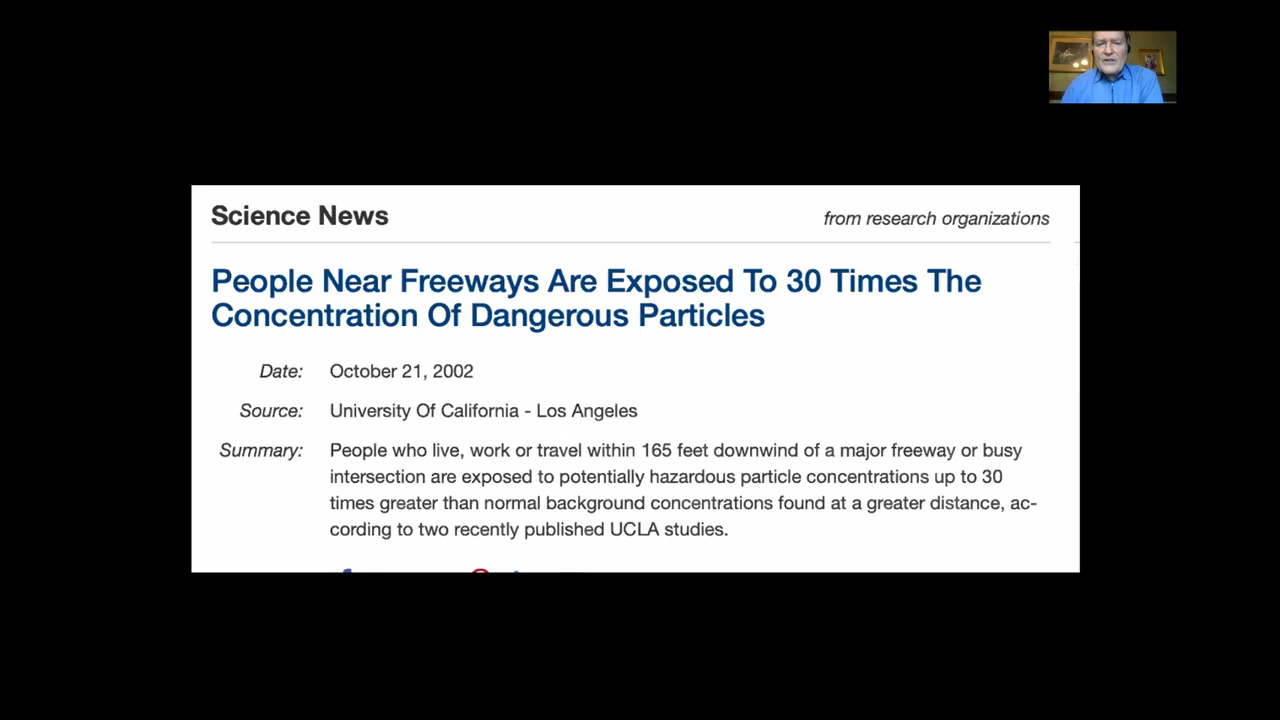 Science News
from research organizations
People Near Freeways Are Exposed To 30 Times The
Concentration Of Dangerous Particles
Date: October 21, 2002
Source: University Of California - Los Angeles
Summary: People who live, work or travel within 165 feet downwind of a major freeway or busy
intersection are exposed to potentially hazardous particle concentrations up to 30
times greater than normal background concentrations found at a greater distance, ac-
cording to two recently published UCLA studies.